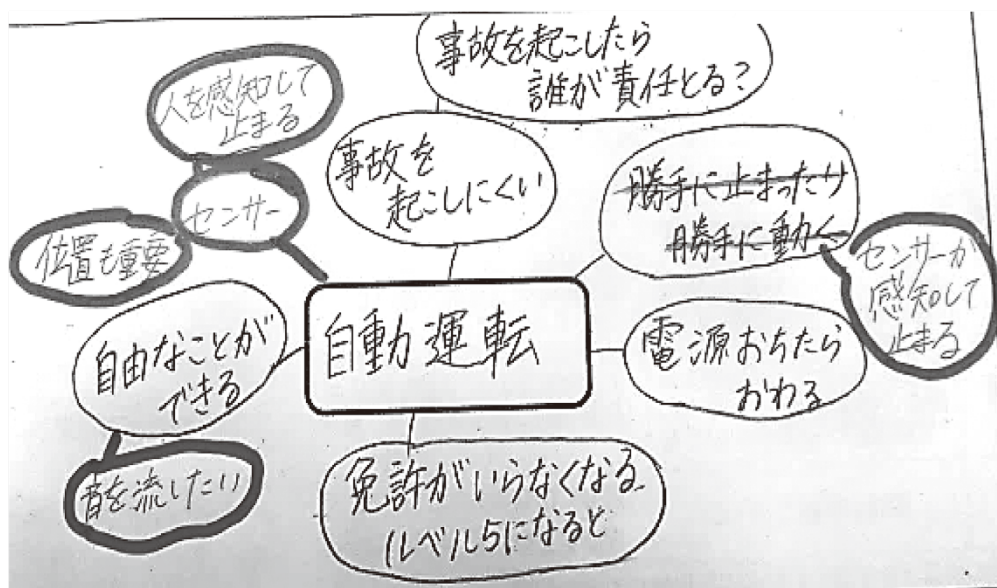 事故を起こしたら
誰が責任とる?
人を感知して
止まる
事故を
起こしにくい
勝手に止まったり
勝手に動く
センサー
位置も重要
センサーが
感知して
止まる
自動運転
自由なことが
できる
電源おちたら
おわる
音を流したい
免許がいらなくなる
(レベル5になると